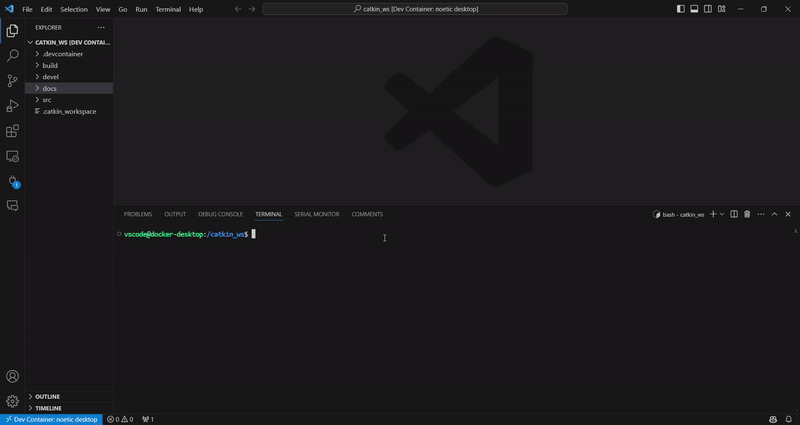 File Edit Selection View Go Run Terminal Help
catkin_ws [Dev Container: noetic desktop]
EXPLORER
CATKIN_WS [DEV CONTAI...
.devcontainer
build
devel
docs
src
.catkin_workspace
1
PROBLEMS OUTPUT DEBUG CONSOLE TERMINAL SERIAL MONITOR COMMENTS
bash - catkin_ws
vscode@docker-desktop:/catkin_ws$
OUTLINE
TIMELINE
Dev Container: noetic desktop 0 0 1